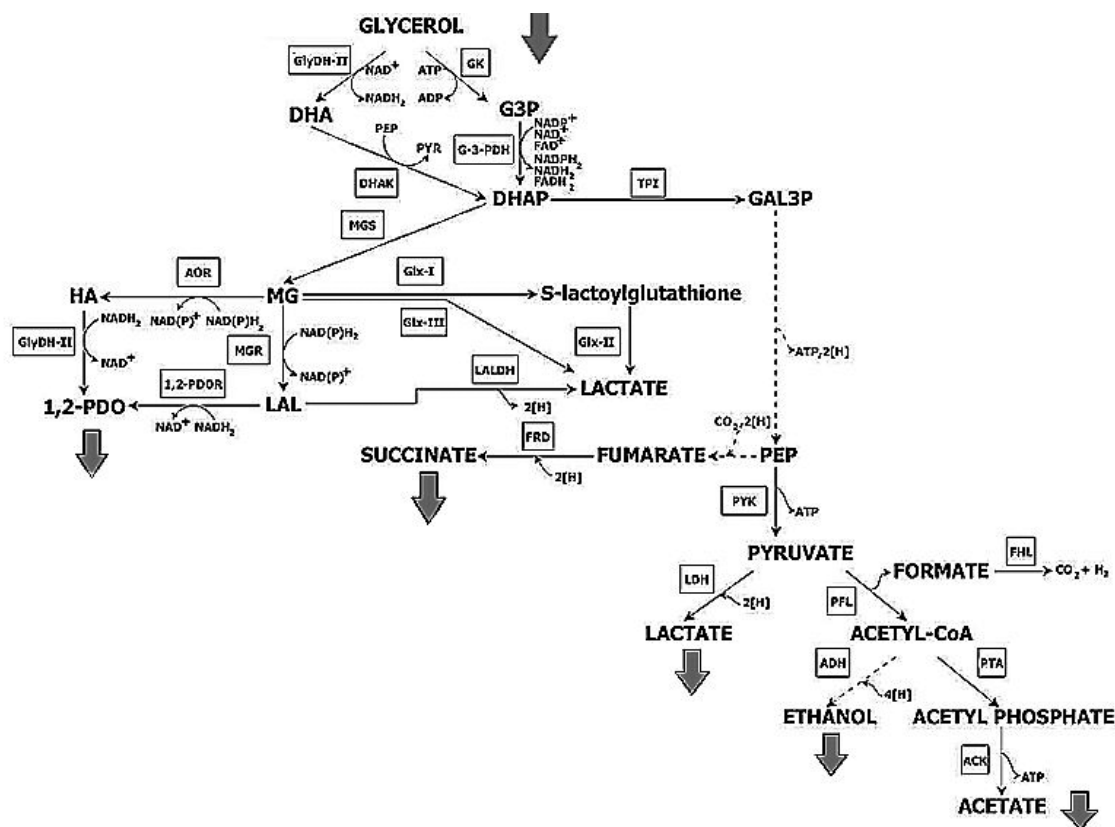 GLYCEROL
GlyDH-II
NAD+
ATP
GK
NADH2
ADP
DHA
G3P
PEP
PYR
G-3-PDH
NADP+
NAD+
FAD+
NADPH2
NADH2
FADH2
DHAK
DHAP
TPI
GAL3P
MGS
AOR
Glx-I
HA
MG
S-lactoylglutathione
NADH2
NAD(P)+
NAD(P)H2
Glx-III
GlyDH-II
MGR
NAD(P)H2
Glx-II
NAD+
ATP,2[H]
1,2-PDOR
NAD(P)+
LALDH
LACTATE
1,2-PDO
LAL
2[H]
NAD+
NADH2
CO2,2[H]
FRD
SUCCINATE
FUMARATE
PEP
2[H]
PYK
ATP
PYRUVATE
FHL
LDH
FORMATE
CO2 + H2
2[H]
PFL
LACTATE
ACETYL-CoA
ADH
PTA
4[H]
ETHANOL
ACETYL PHOSPHATE
ACK
ATP
ACETATE